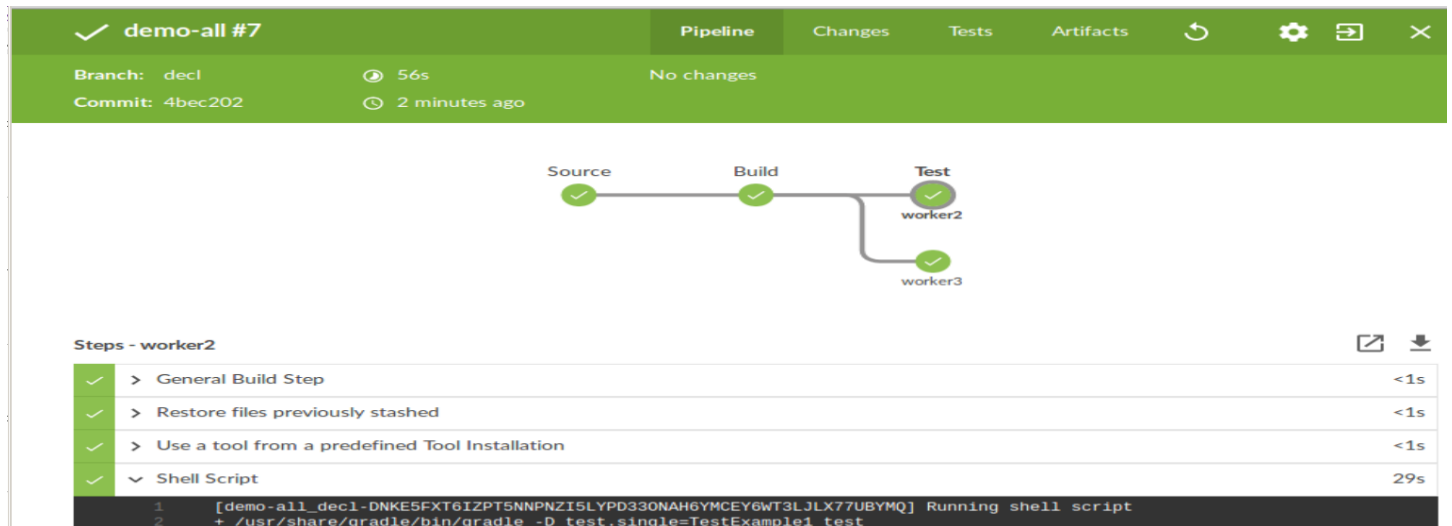 demo-all #7 Pipeline Changes Tests Artifacts
Branch: decl 56s No changes
Commit: 4bec202 2 minutes ago
Source Build Test
worker2
worker3
Steps - worker2
General Build Step <1s
Restore files previously stashed <1s
Use a tool from a predefined Tool Installation <1s
Shell Script 29s
1 [demo-all_decl-DNKE5FXT6IZPT5NNPNZI5LYPD33ONAH6YMCEY6WT3LJLX77UBYMQ] Running shell script
2 + /usr/share/gradle/bin/gradle -D test.single=TestExample1 test